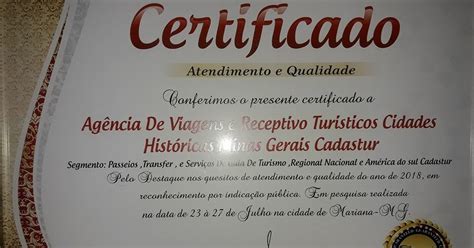 Certificado
Atendimento e Qualidade
Conferimos o presente certificado a
Agência De Viagens e Receptivo Turisticos Cidades
Históricas Minas Gerais Cadastur
Segmento: Passeios ,Transfer , e Serviços De Guia De Turismo ,Regional Nacional e América do sul Cadastur
Pelo Destaque nos quesitos de atendimento e qualidade do ano de 2018, em
reconhecimento por indicação pública. Em pesquisa realizada
na data de 23 à 27 de Julho na cidade de Mariana-MG.